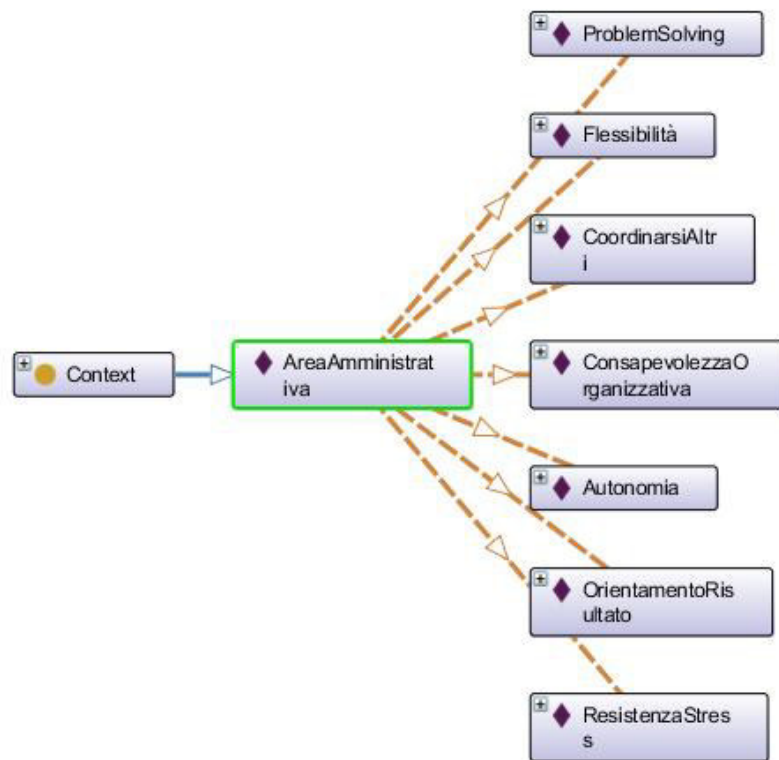 ProblemSolving
Flessibilità
CoordinarsiAltr
i
Context
AreaAmministrat
iva
ConsapevolezzaO
rganizzativa
Autonomia
OrientamentoRis
ultato
ResistenzaStres
s